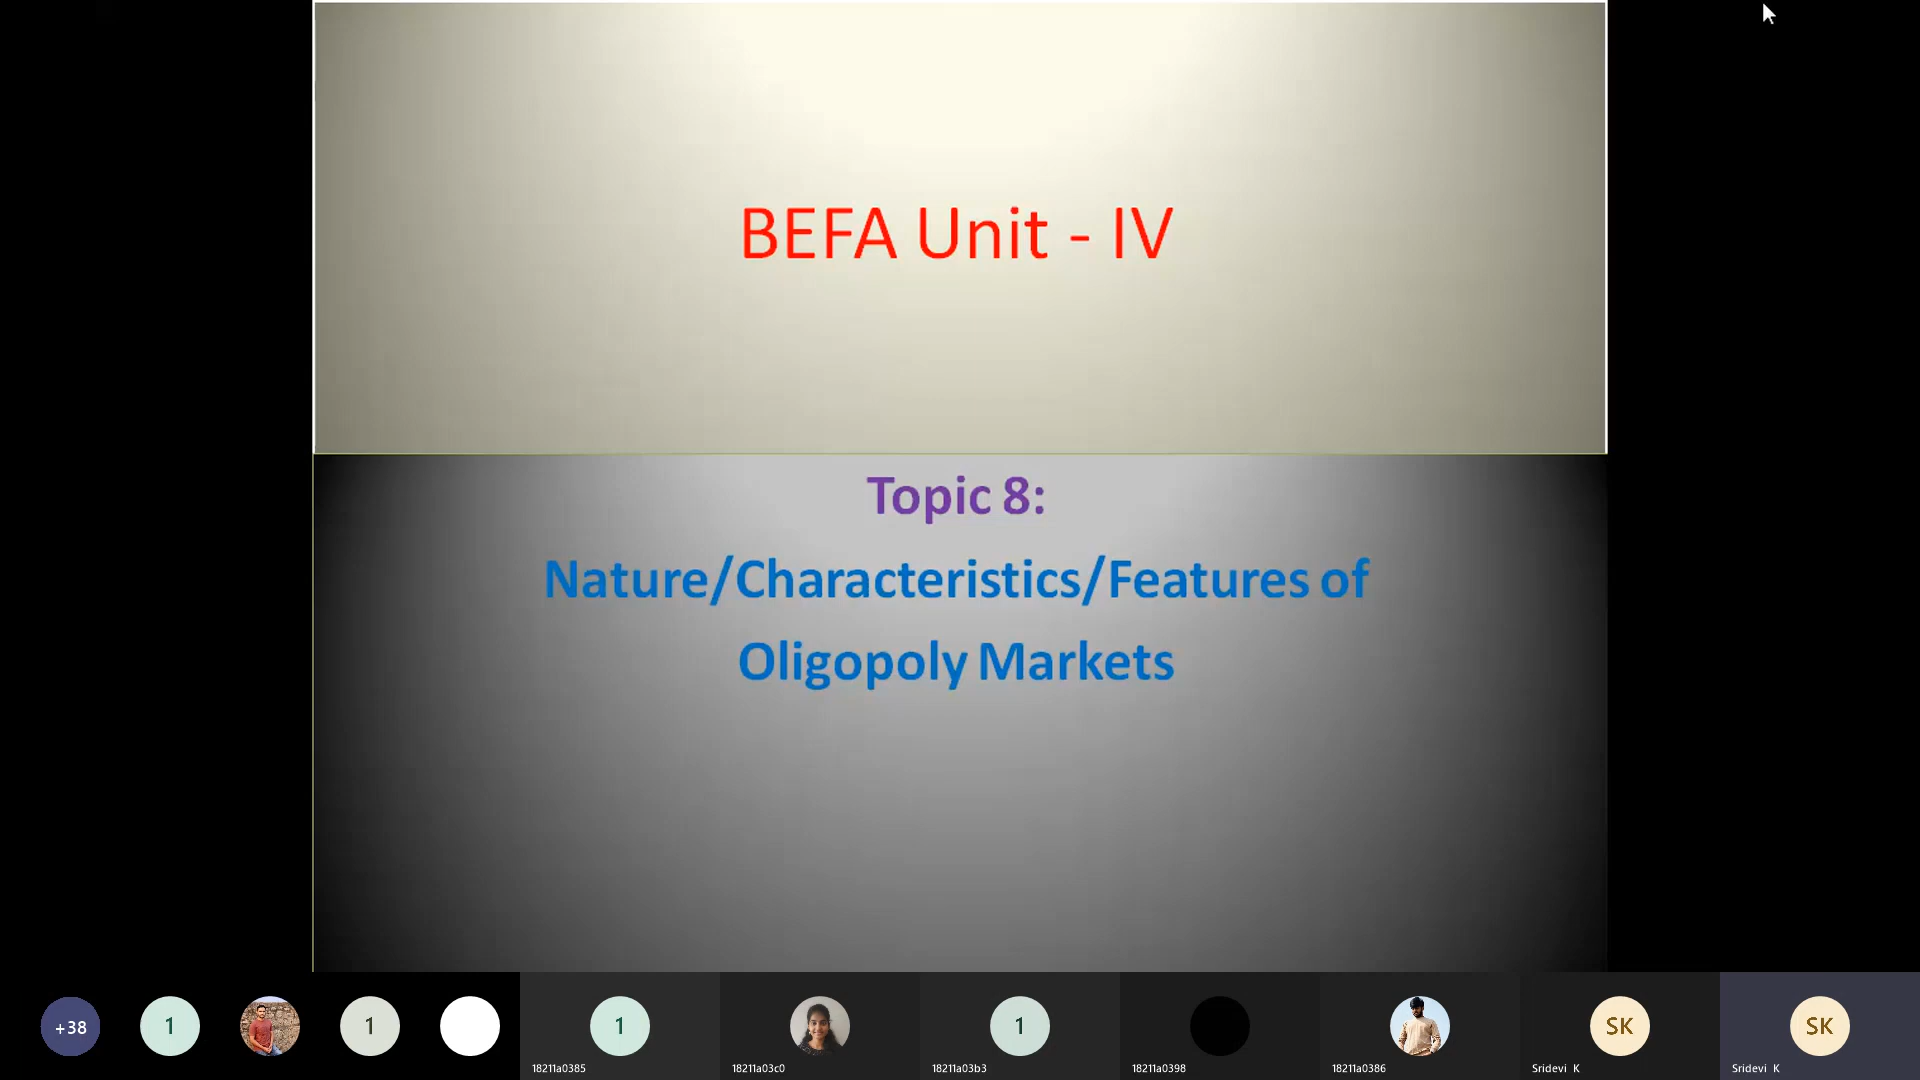 BEFA Unit - IV
Topic 8:
Nature/Characteristics/Features of
Oligopoly Markets
+38
1
1
1
1
SK
SK
18211a0385
18211a03c0
18211a03b3
18211a0398
18211a0386
Sridevi K
Sridevi K